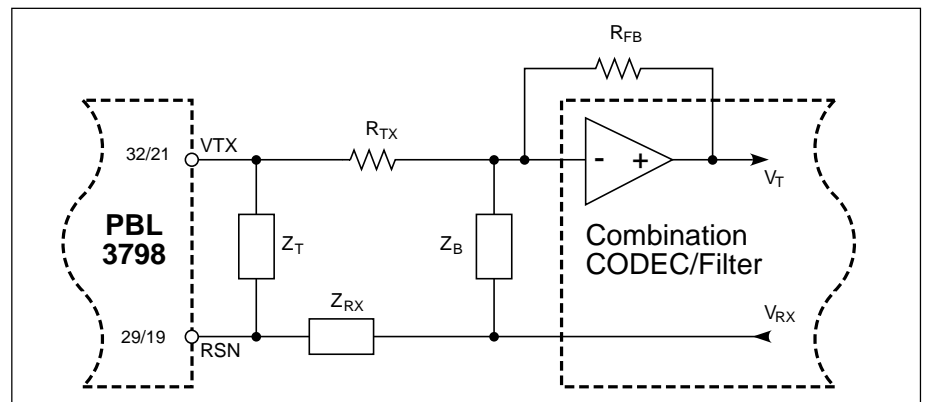 R_FB
R_TX
32/21
VTX
- +
V_T
PBL
3798
Z_T
Z_B
Combination
CODEC/Filter
Z_RX
V_RX
29/19
RSN